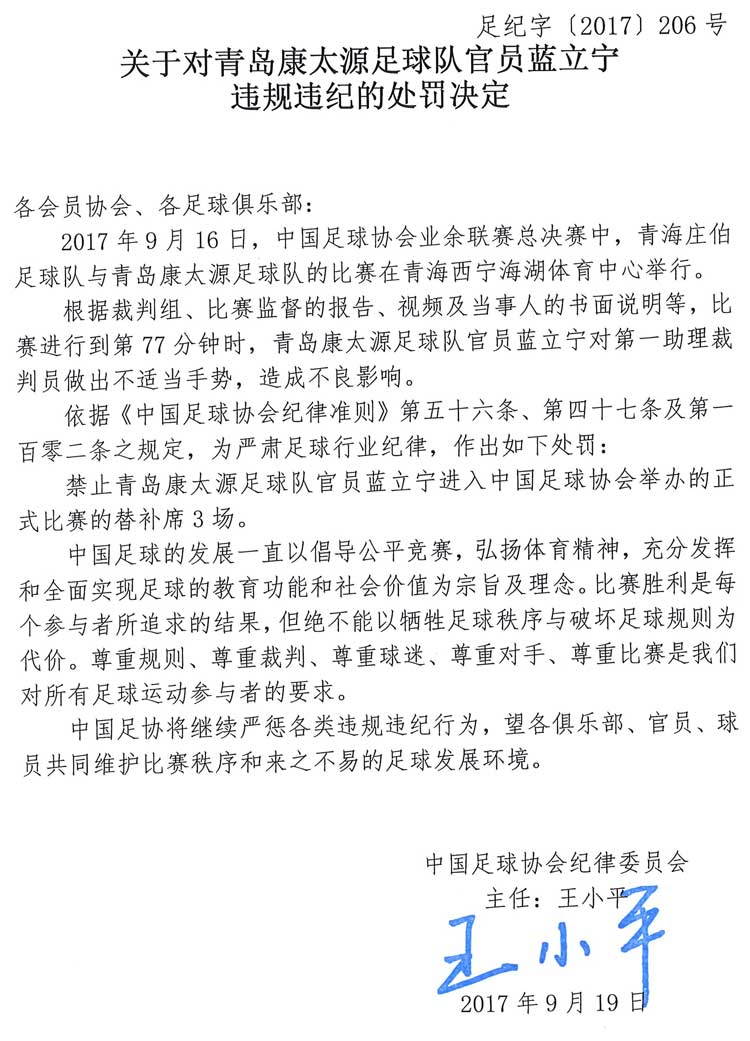 足纪字〔2017〕206 号
关于对青岛康太源足球队官员蓝立宁
违规违纪的处罚决定
各会员协会、各足球俱乐部：
2017 年 9 月 16 日，中国足球协会业余联赛总决赛中，青海庄伯
足球队与青岛康太源足球队的比赛在青海西宁海湖体育中心举行。
根据裁判组、比赛监督的报告、视频及当事人的书面说明等，比
赛进行到第 77 分钟时，青岛康太源足球队官员蓝立宁对第一助理裁
判员做出不适当手势，造成不良影响。
依据《中国足球协会纪律准则》第五十六条、第四十七条及第一
百零二条之规定，为严肃足球行业纪律，作出如下处罚：
禁止青岛康太源足球队官员蓝立宁进入中国足球协会举办的正
式比赛的替补席 3 场。
中国足球的发展一直以倡导公平竞赛，弘扬体育精神，充分发挥
和全面实现足球的教育功能和社会价值为宗旨及理念。比赛胜利是每
个参与者所追求的结果，但绝不能以牺牲足球秩序与破坏足球规则为
代价。尊重规则、尊重裁判、尊重球迷、尊重对手、尊重比赛是我们
对所有足球运动参与者的要求。
中国足协将继续严惩各类违规违纪行为，望各俱乐部、官员、球
员共同维护比赛秩序和来之不易的足球发展环境。
中国足球协会纪律委员会
主任：王小平
王小平
2017 年 9 月 19 日